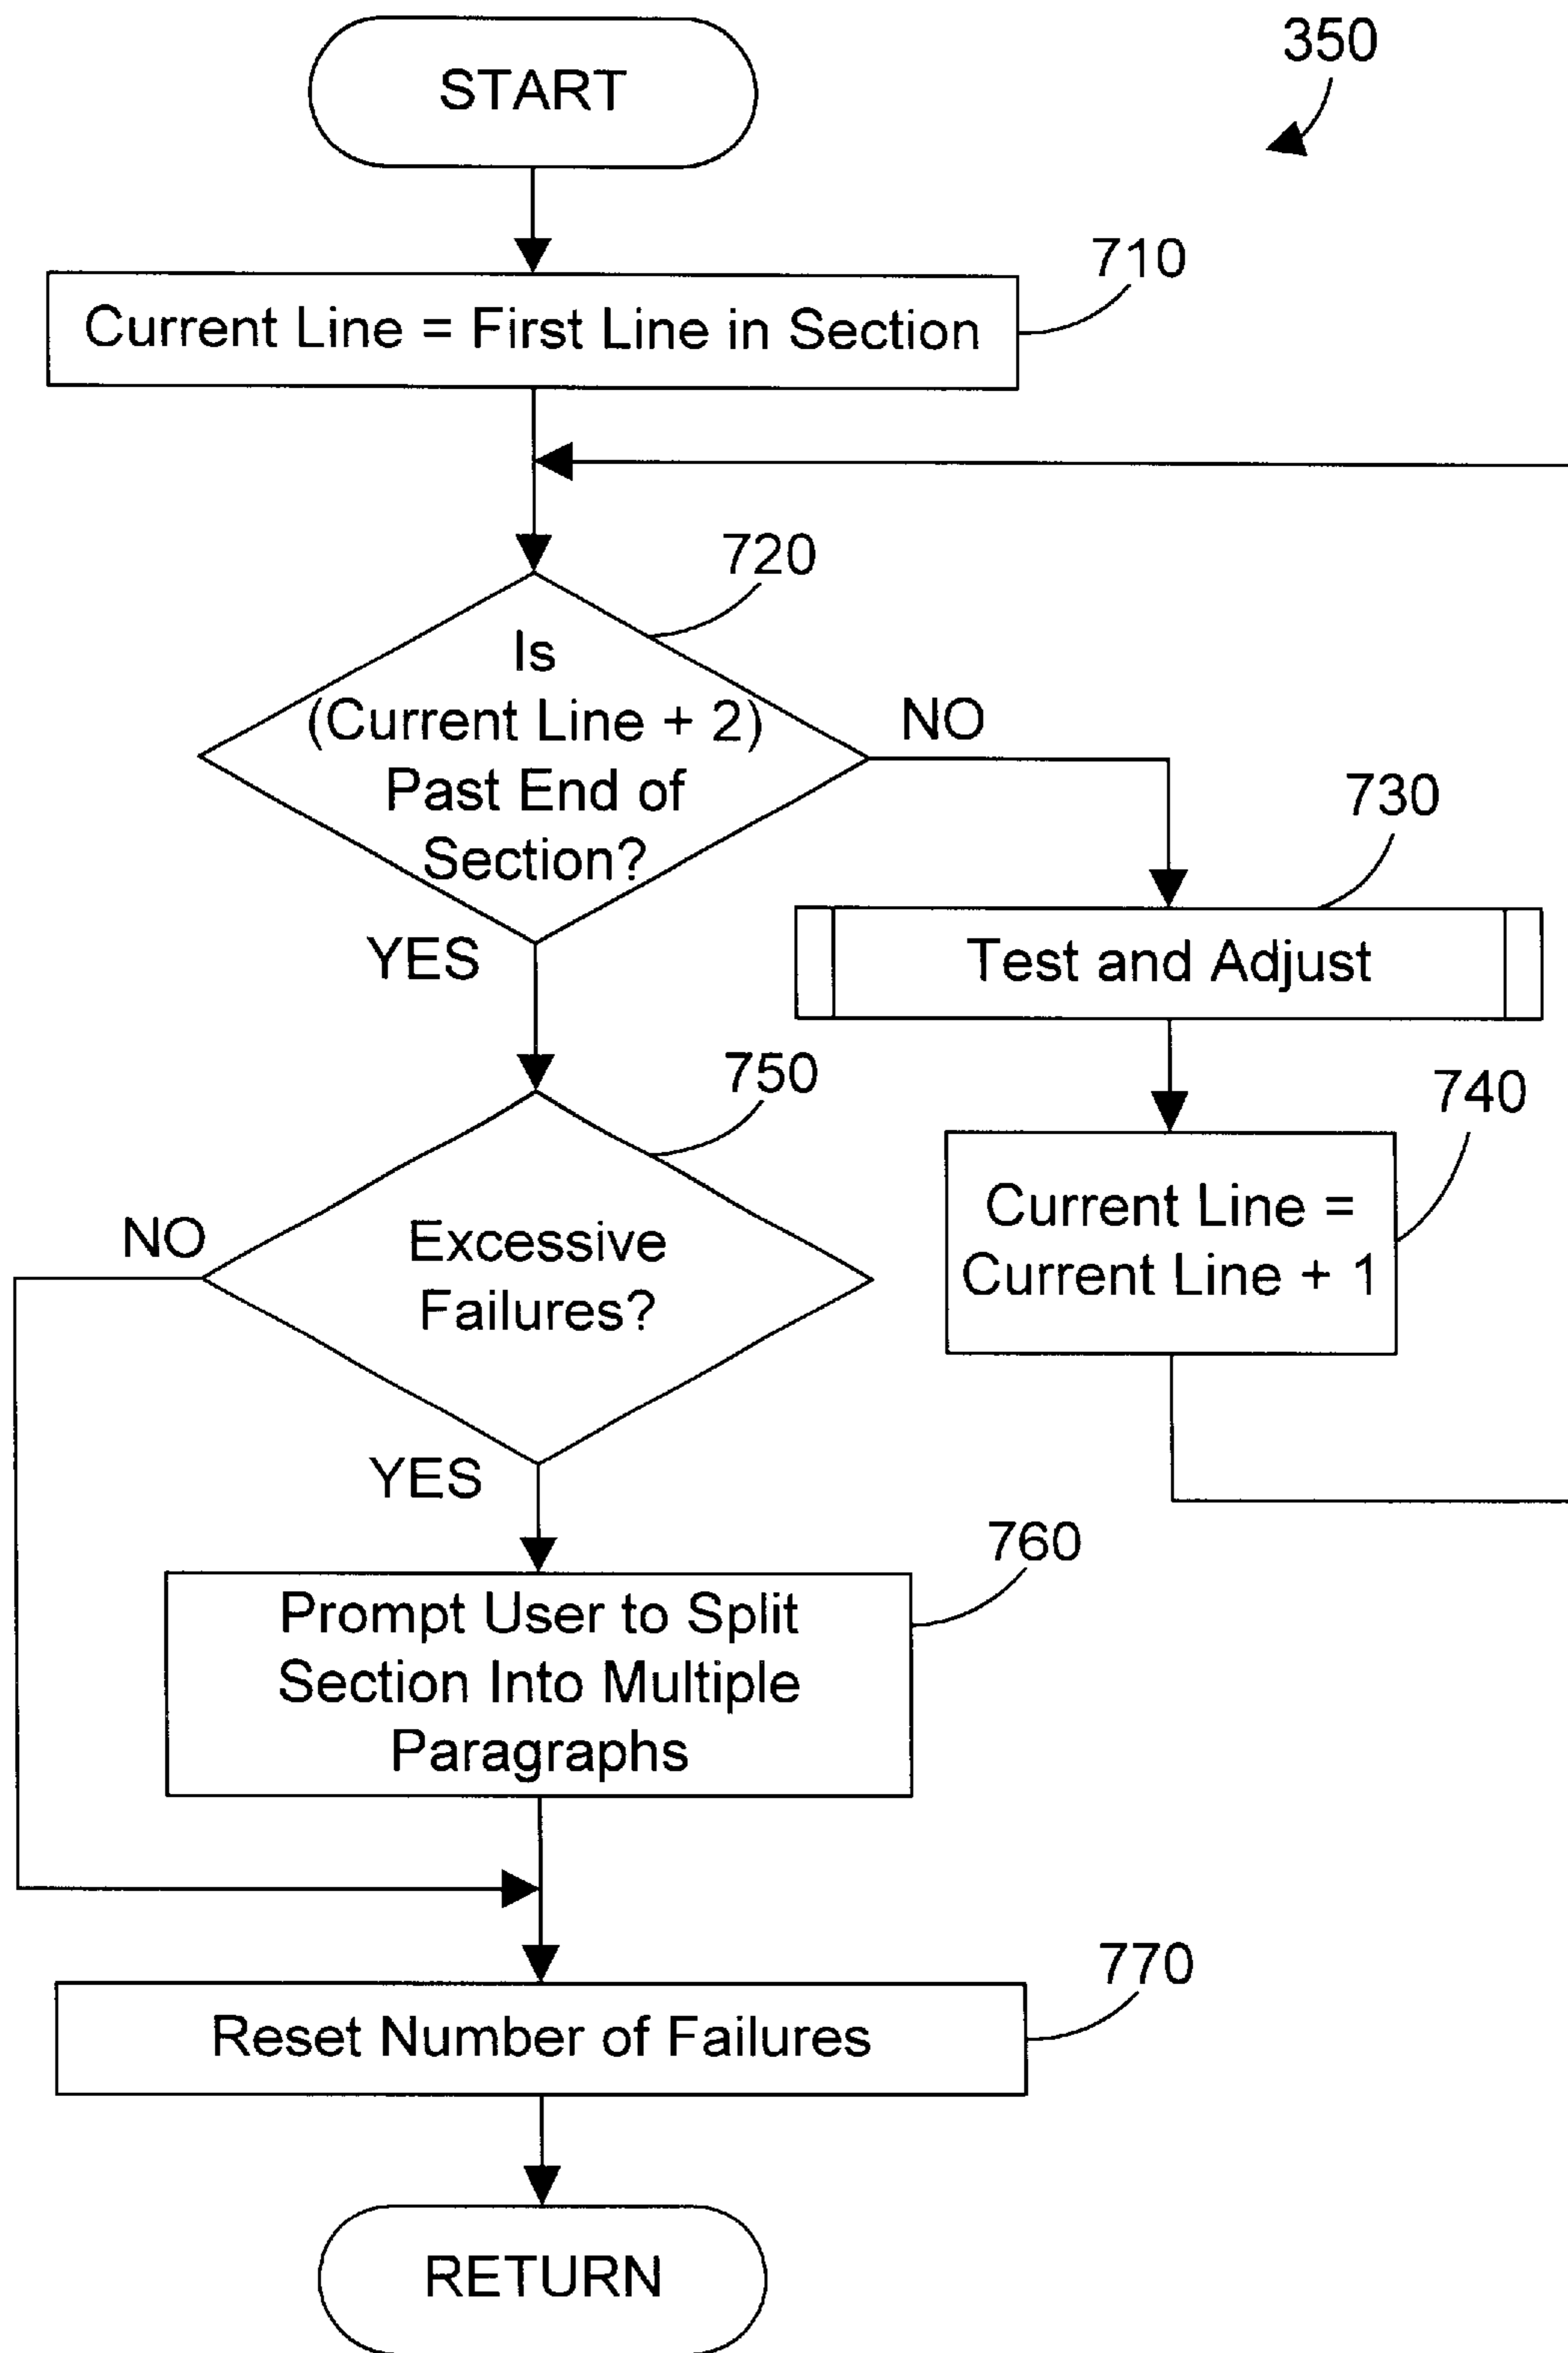 START
350
710
Current Line = First Line in Section
720
Is
(Current Line + 2)
Past End of
Section?
NO
YES
730
Test and Adjust
740
Current Line =
Current Line + 1
750
Excessive
Failures?
NO
YES
760
Prompt User to Split
Section Into Multiple
Paragraphs
770
Reset Number of Failures
RETURN